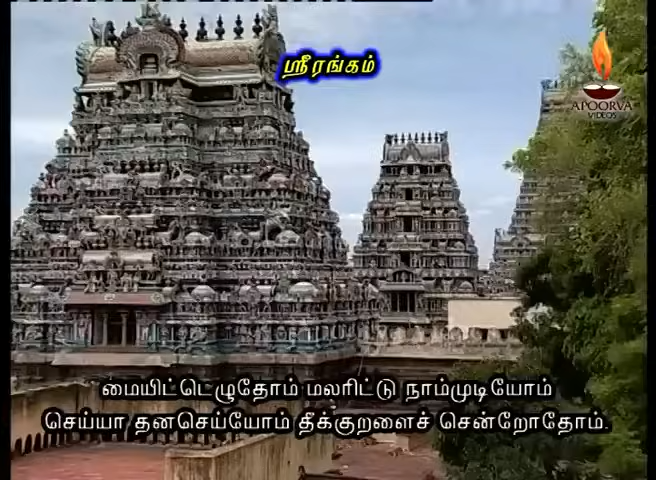 ஸ்ரீரங்கம்
APOORVA
VIDEOS
மையிட்டெழுதோம் மலரிட்டு நாம்முடியோம்
செய்யா தனசெய்யோம் தீக்குறளைச் சென்றோதோம்.